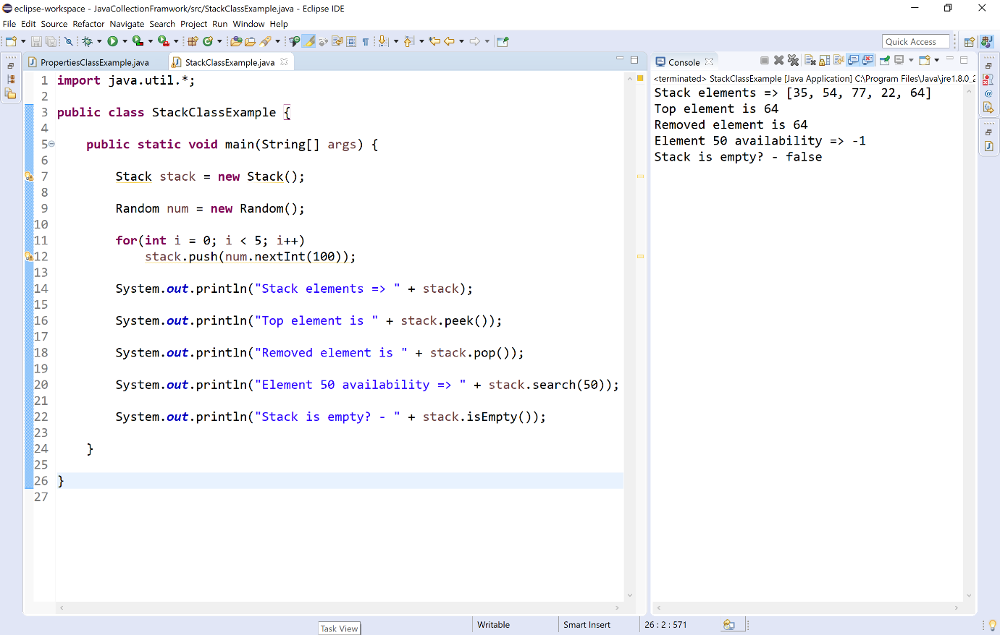 eclipse-workspace - JavaCollectionFramwork/src/StackClassExample.java - Eclipse IDE
File Edit Source Refactor Navigate Search Project Run Window Help
Quick Access
PropertiesClassExample.java StackClassExample.java
1 import java.util.*;
2
3 public class StackClassExample {
4
5 public static void main(String[] args) {
6
7 Stack stack = new Stack();
8
9 Random num = new Random();
10
11 for(int i = 0; i < 5; i++)
12 stack.push(num.nextInt(100));
13
14 System.out.println("Stack elements => " + stack);
15
16 System.out.println("Top element is " + stack.peek());
17
18 System.out.println("Removed element is " + stack.pop());
19
20 System.out.println("Element 50 availability => " + stack.search(50));
21
22 System.out.println("Stack is empty? - " + stack.isEmpty());
23
24 }
25
26 }
27
Console
<terminated> StackClassExample [Java Application] C:\Program Files\Java\jre1.8.0_2
Stack elements => [35, 54, 77, 22, 64]
Top element is 64
Removed element is 64
Element 50 availability => -1
Stack is empty? - false
Task View
Writable Smart Insert 26 : 2 : 571